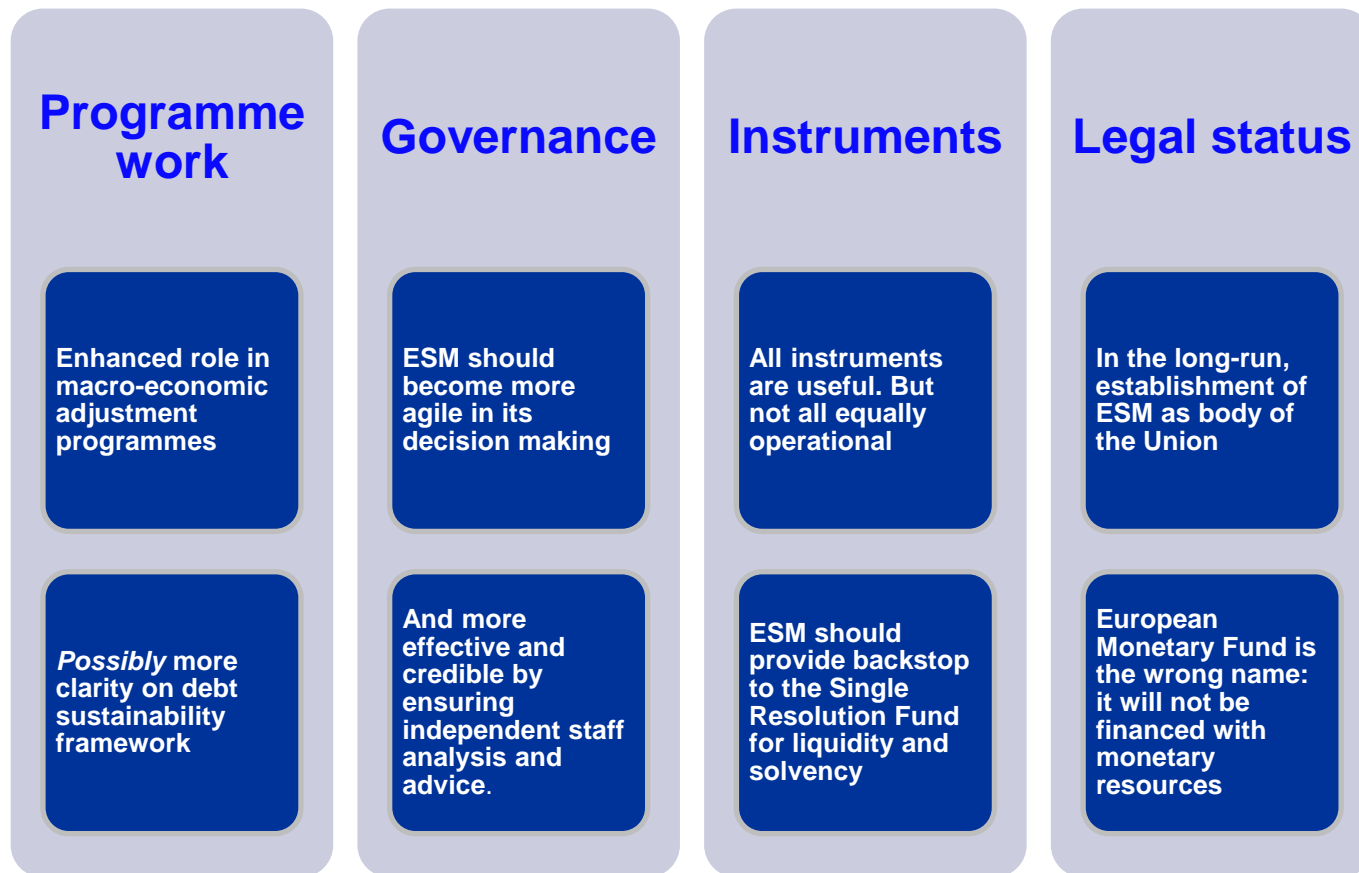 Programme
work
Enhanced role in
macro-economic
adjustment
programmes
Possibly more
clarity on debt
sustainability
framework
Governance
ESM should
become more
agile in its
decision making
And more
effective and
credible by
ensuring
independent staff
analysis and
advice.
Instruments
All instruments
are useful. But
not all equally
operational
ESM should
provide backstop
to the Single
Resolution Fund
for liquidity and
solvency
Legal status
In the long-run,
establishment of
ESM as body of
the Union
European
Monetary Fund is
the wrong name:
it will not be
financed with
monetary
resources